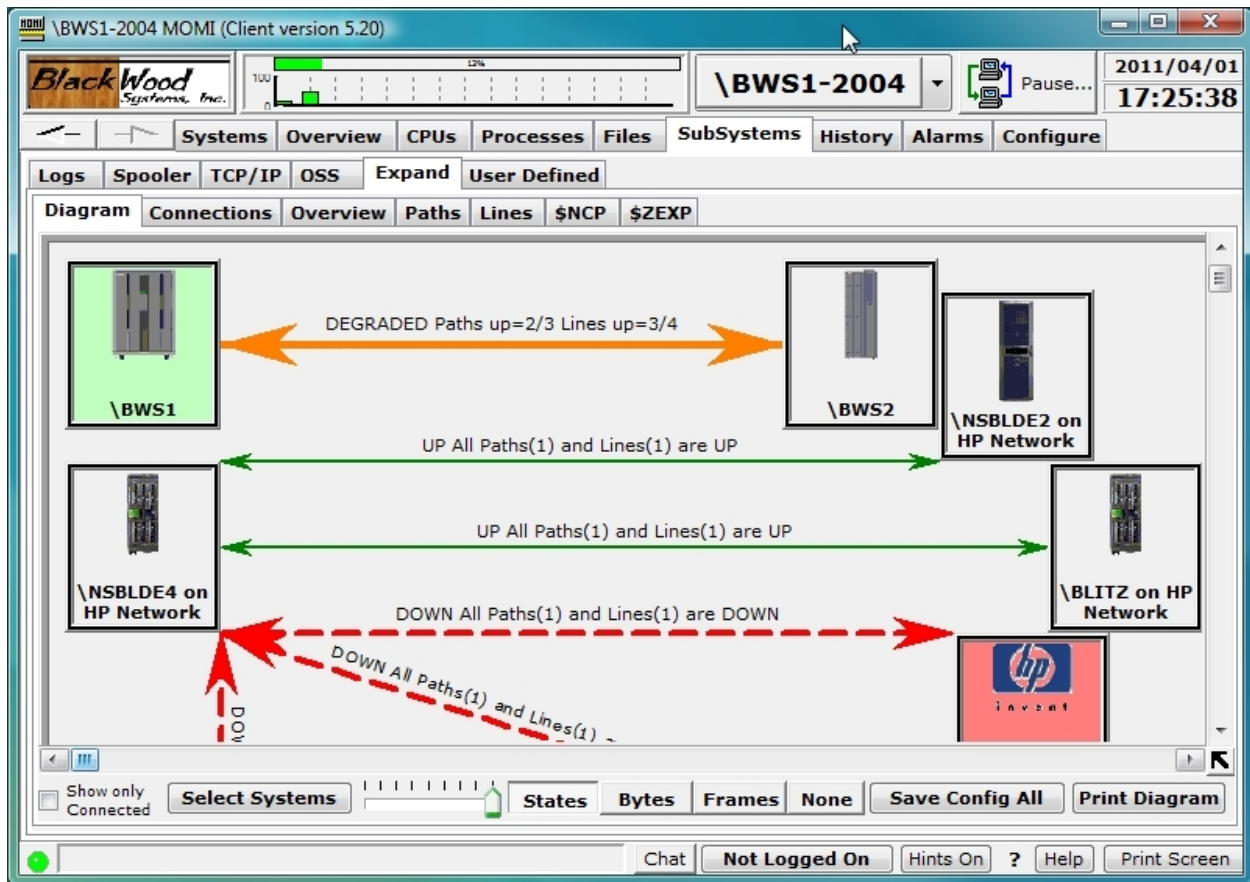 \BWS1-2004 MOMI (Client version 5.20)
BlackWood
Systems, Inc.
12%
100
0
\BWS1-2004
Pause...
2011/04/01
17:25:38
Systems Overview CPUs Processes Files SubSystems History Alarms Configure
Logs Spooler TCP/IP OSS Expand User Defined
Diagram Connections Overview Paths Lines $NCP $ZEXP
DEGRADED Paths up=2/3 Lines up=3/4
\BWS1
\BWS2
\NSBLDE2 on
HP Network
UP All Paths(1) and Lines(1) are UP
UP All Paths(1) and Lines(1) are UP
\NSBLDE4 on
HP Network
\BLITZ on HP
Network
DOWN All Paths(1) and Lines(1) are DOWN
DOWN All Paths(1) and Lines(1)
hp
invent
Show only
Connected
Select Systems
States Bytes Frames None Save Config All Print Diagram
Chat Not Logged On Hints On ? Help Print Screen